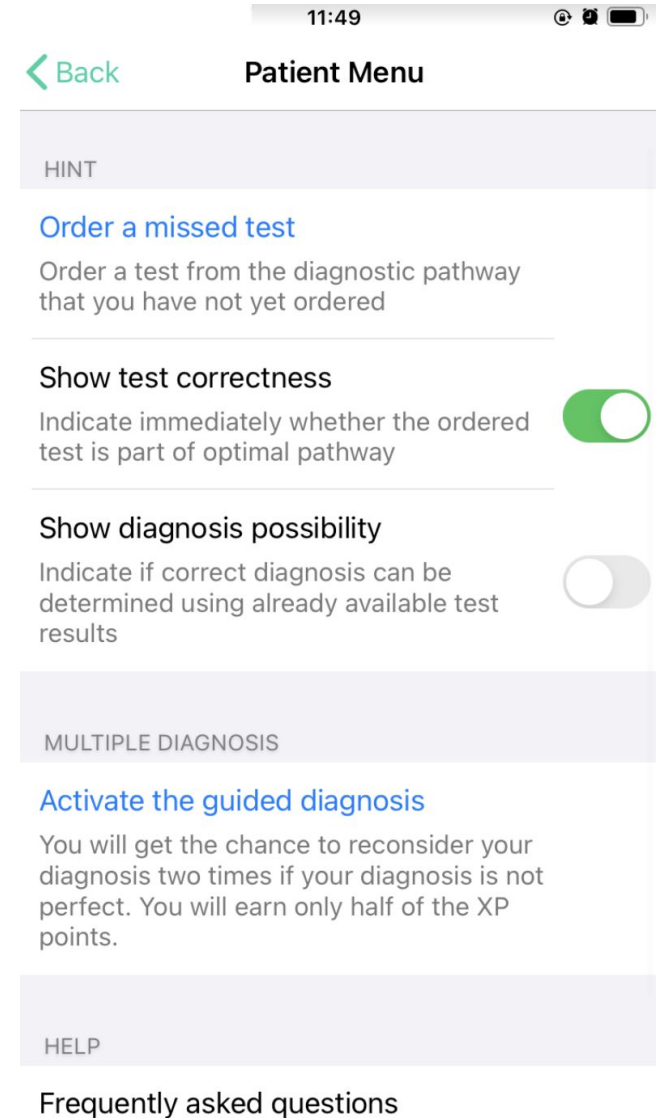 11:49
Back
Patient Menu
HINT
Order a missed test
Order a test from the diagnostic pathway
that you have not yet ordered
Show test correctness
Indicate immediately whether the ordered
test is part of optimal pathway
Show diagnosis possibility
Indicate if correct diagnosis can be
determined using already available test
results
MULTIPLE DIAGNOSIS
Activate the guided diagnosis
You will get the chance to reconsider your
diagnosis two times if your diagnosis is not
perfect. You will earn only half of the XP
points.
HELP
Frequently asked questions